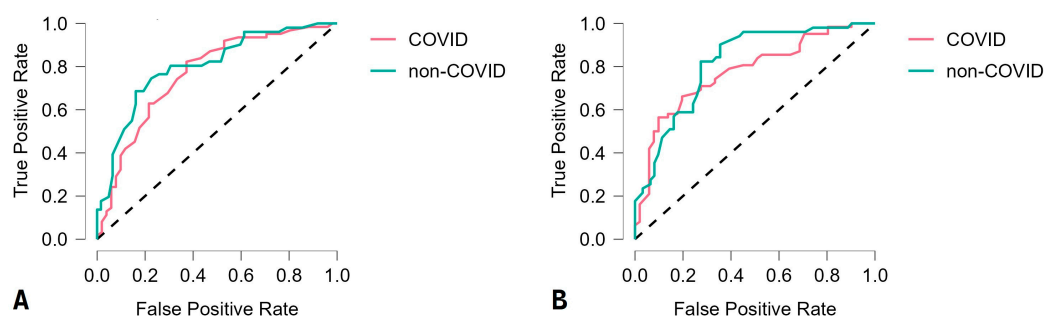 True Positive Rate
1.0
0.8
0.6
0.4
0.2
0.0
0.0 0.2 0.4 0.6 0.8 1.0
False Positive Rate
COVID
non-COVID
A
True Positive Rate
1.0
0.8
0.6
0.4
0.2
0.0
0.0 0.2 0.4 0.6 0.8 1.0
False Positive Rate
COVID
non-COVID
B